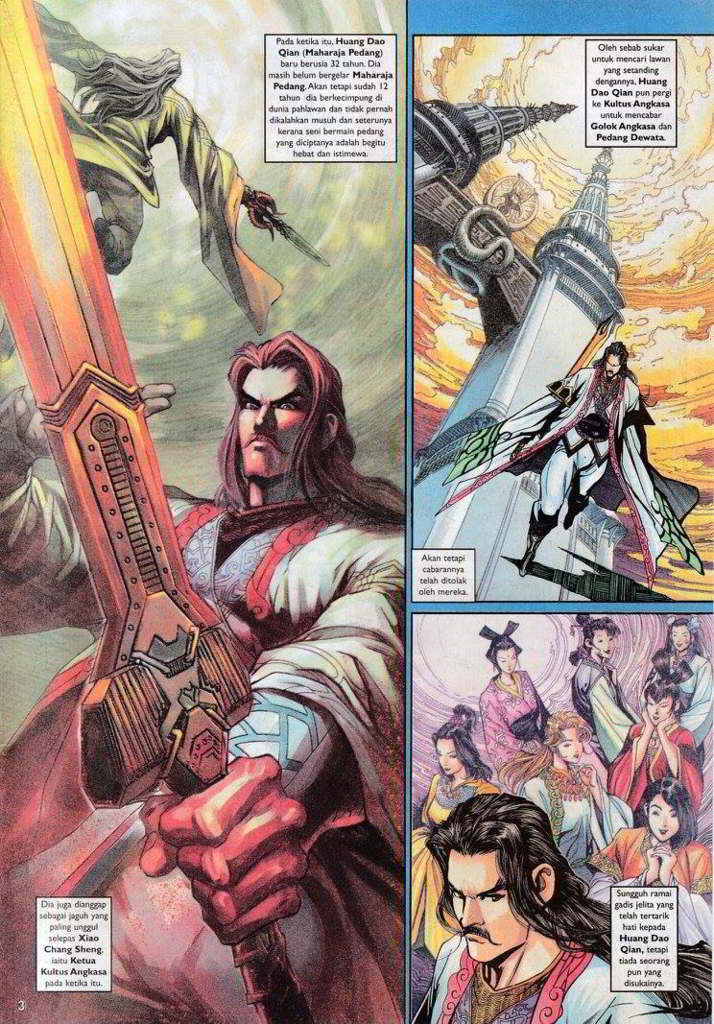 Pada ketika itu, Huang Dao
Qian (Maharaja Pedang)
baru berusia 32 tahun. Dia
masih belum bergelar Maharaja
Pedang. Akan tetapi sudah 12
tahun dia berkecimpung di
dunia pahlawan dan tidak pernah
dikalahkan musuh dan seterunya
kerana seni bermain pedang
yang diciptanya adalah begitu
hebat dan istimewa.
Oleh sebab sukar
untuk mencari lawan
yang setanding
dengannya, Huang
Dao Qian pun pergi
ke Kultus Angkasa
untuk mencabar
Golok Angkasa dan
Pedang Dewata.
Akan tetapi
cabarannya
telah ditolak
oleh mereka.
Dia juga dianggap
sebagai jaguh yang
paling unggul
selepas Xiao
Chang Sheng,
iaitu Ketua
Kultus Angkasa
pada ketika itu.
Sungguh ramai
gadis jelita yang
telah tertarik
hati kepada
Huang Dao
Qian, tetapi
tiada seorang
pun yang
disukainya.
3